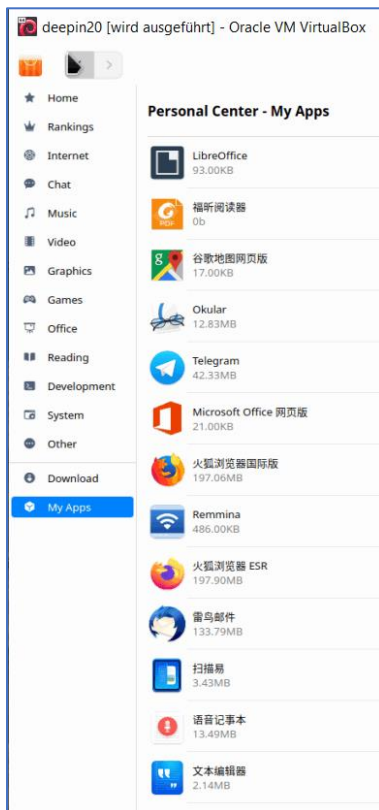 deepin20 [wird ausgeführt] - Oracle VM VirtualBox
Home
Rankings
Internet
Chat
Music
Video
Graphics
Games
Office
Reading
Development
System
Other
Download
My Apps
Personal Center - My Apps
LibreOffice
93.00KB
福昕阅读器
0b
PDF
谷歌地图网页版
17.00KB
g
Okular
12.83MB
Telegram
42.33MB
Microsoft Office 网页版
21.00KB
火狐浏览器国际版
197.06MB
Remmina
486.00KB
火狐浏览器 ESR
197.90MB
雷鸟邮件
133.79MB
扫描易
3.43MB
语音记事本
13.49MB
文本编辑器
2.14MB